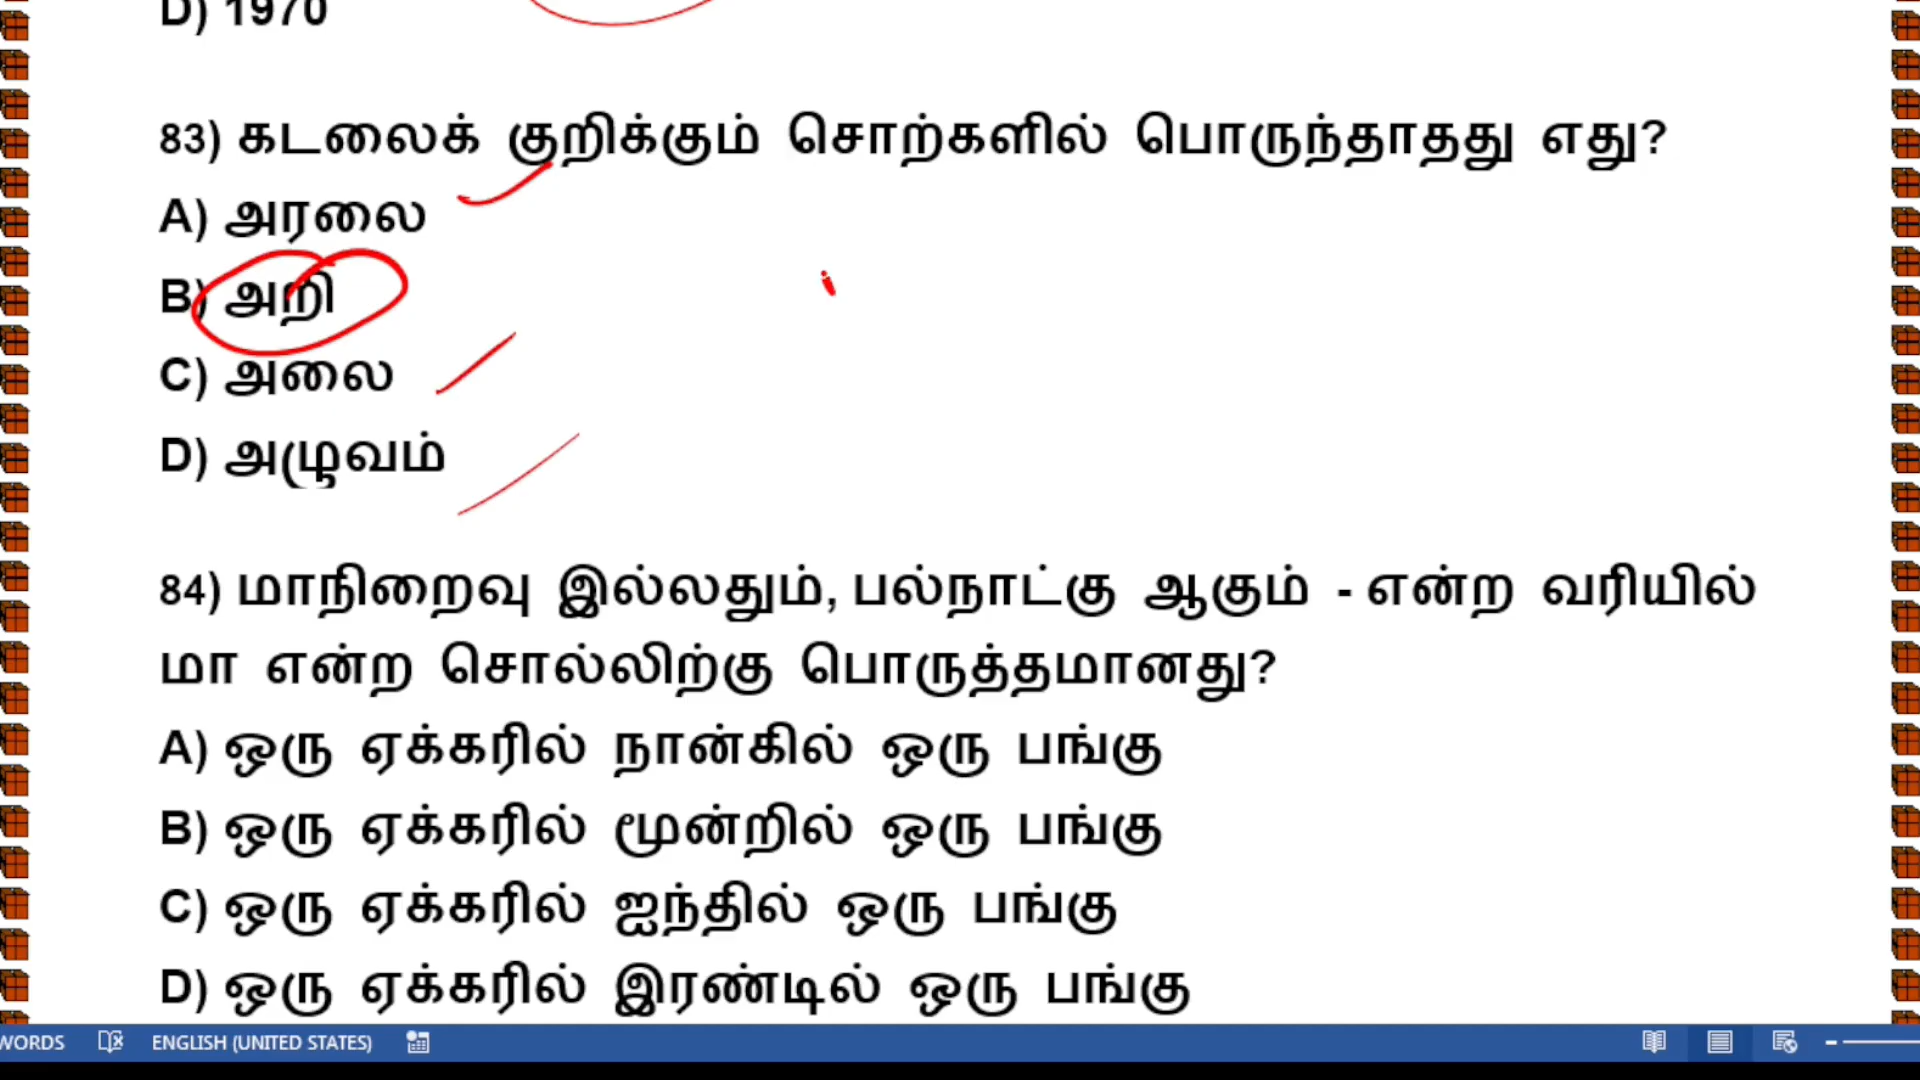 D) 1970
83) கடலைக் குறிக்கும் சொற்களில் பொருந்தாதது எது?
A) அரலை
B) அறி
C) அலை
D) அழுவம்
84) மாநிறைவு இல்லதும், பல்நாட்கு ஆகும் - என்ற வரியில்
மா என்ற சொல்லிற்கு பொருத்தமானது?
A) ஒரு ஏக்கரில் நான்கில் ஒரு பங்கு
B) ஒரு ஏக்கரில் மூன்றில் ஒரு பங்கு
C) ஒரு ஏக்கரில் ஐந்தில் ஒரு பங்கு
D) ஒரு ஏக்கரில் இரண்டில் ஒரு பங்கு
WORDS ENGLISH (UNITED STATES)